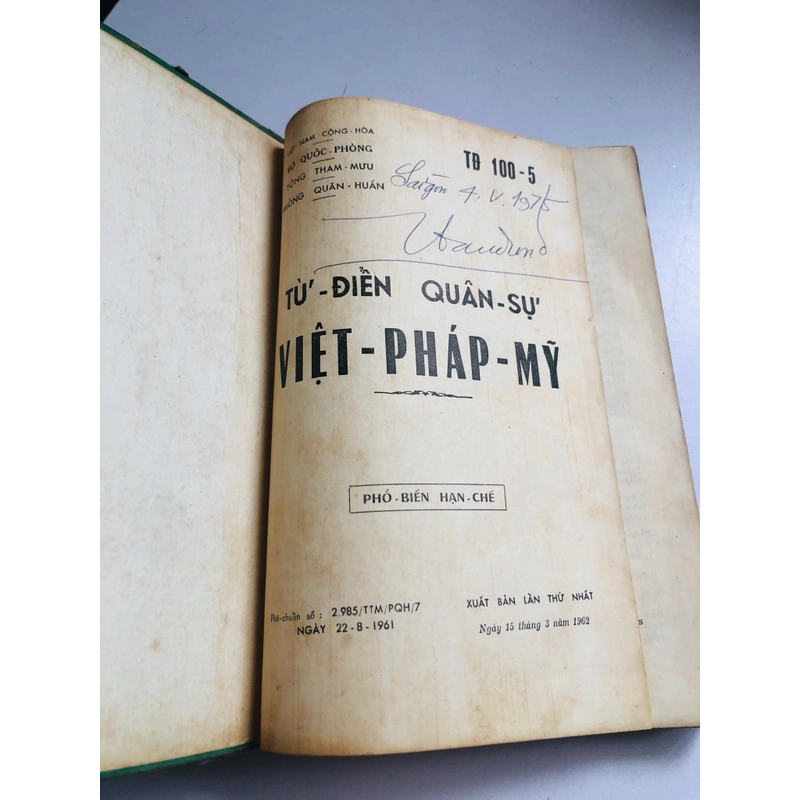 VIỆT NAM CỘNG-HÒA
BỘ QUỐC-PHÒNG
TỔNG THAM-MƯU
PHÒNG QUÂN-HUẤN
TĐ 100-5
Saigon 4.V.1975
TỪ-ĐIỂN QUÂN-SỰ
VIỆT-PHÁP-MỸ
PHỔ-BIẾN HẠN-CHẾ
Phê-chuẩn số: 2.985/TTM/PQH/7
NGÀY 22-8-1961
XUẤT BẢN LẦN THỨ NHẤT
Ngày 15 tháng 3 năm 1962